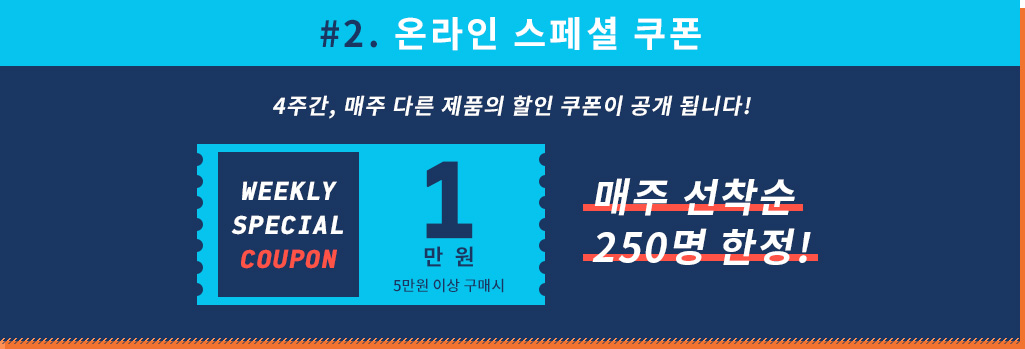 #2. 온라인 스페셜 쿠폰
4주간, 매주 다른 제품의 할인 쿠폰이 공개 됩니다!
WEEKLY
SPECIAL
COUPON
1
만 원
5만원 이상 구매시
매주 선착순
250명 한정!